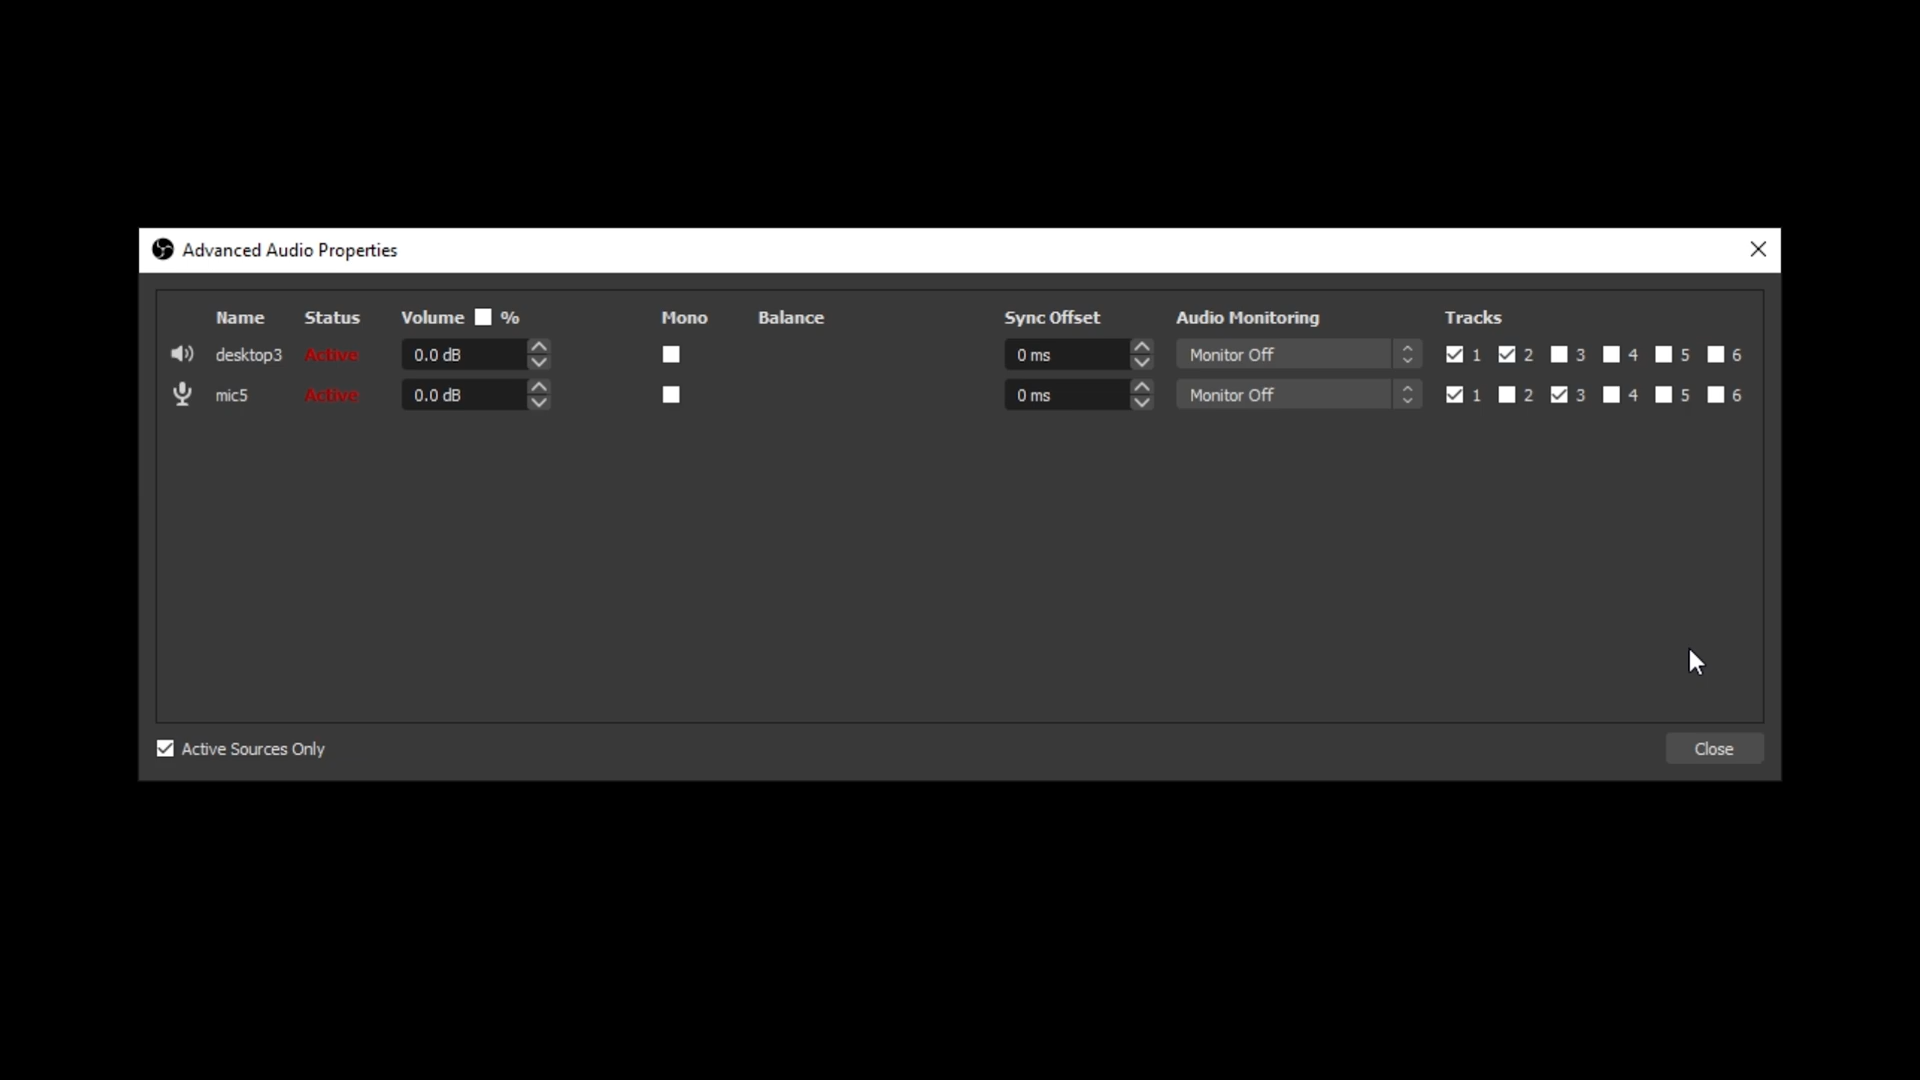 Advanced Audio Properties
Name Status Volume % Mono Balance Sync Offset Audio Monitoring Tracks
desktop3 Active 0.0 dB 0 ms Monitor Off 1 2 3 4 5 6
mic5 Active 0.0 dB 0 ms Monitor Off 1 2 3 4 5 6
Active Sources Only Close